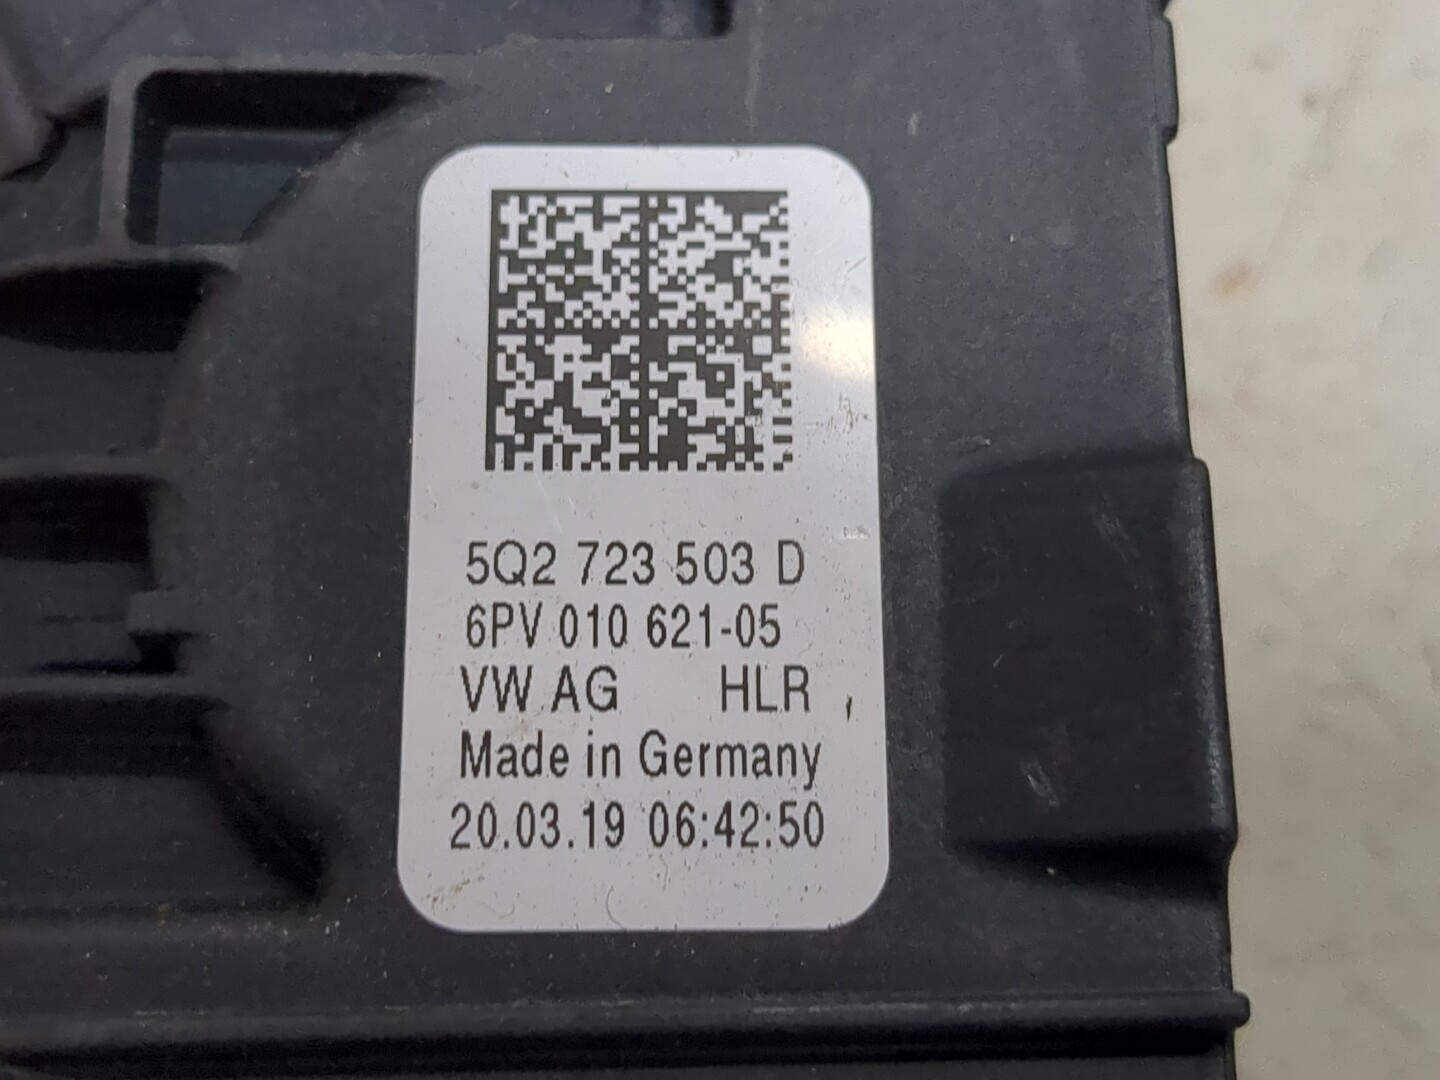 5Q2 723 503 D
6PV 010 621-05
VW AG HLR
Made in Germany
20.03.19 06:42:50